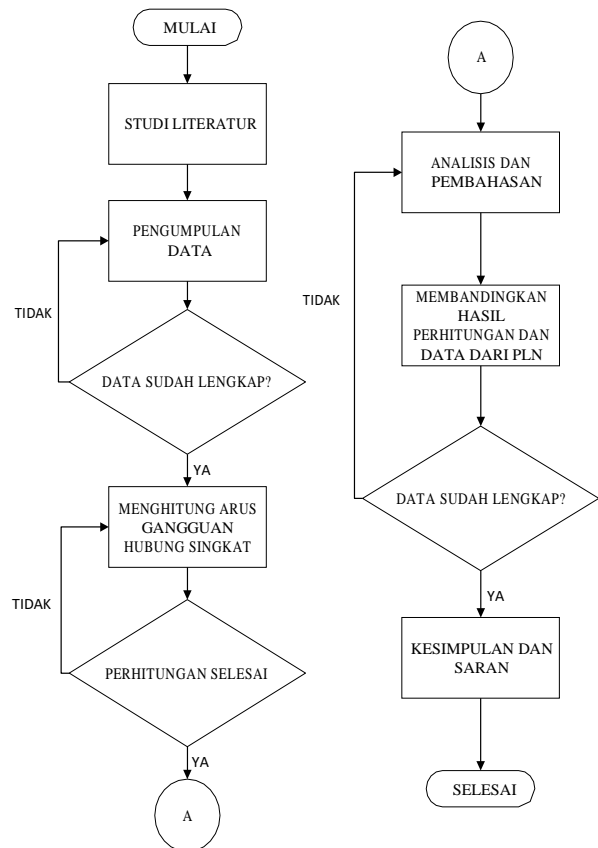 MULAI
STUDI LITERATUR
PENGUMPULAN
DATA
TIDAK
DATA SUDAH LENGKAP?
YA
MENGHITUNG ARUS
GANGGUAN
HUBUNG SINGKAT
TIDAK
PERHITUNGAN SELESAI
YA
A
A
ANALISIS DAN
PEMBAHASAN
TIDAK
MEMBANDINGKAN
HASIL
PERHITUNGAN DAN
DATA DARI PLN
DATA SUDAH LENGKAP?
YA
KESIMPULAN DAN
SARAN
SELESAI